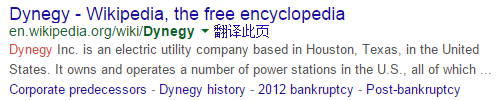 Dynegy - Wikipedia, the free encyclopedia
en.wikipedia.org/wiki/Dynegy 翻译此页
Dynegy Inc. is an electric utility company based in Houston, Texas, in the United
States. It owns and operates a number of power stations in the U.S., all of which ...
Corporate predecessors - Dynegy history - 2012 bankruptcy - Post-bankruptcy